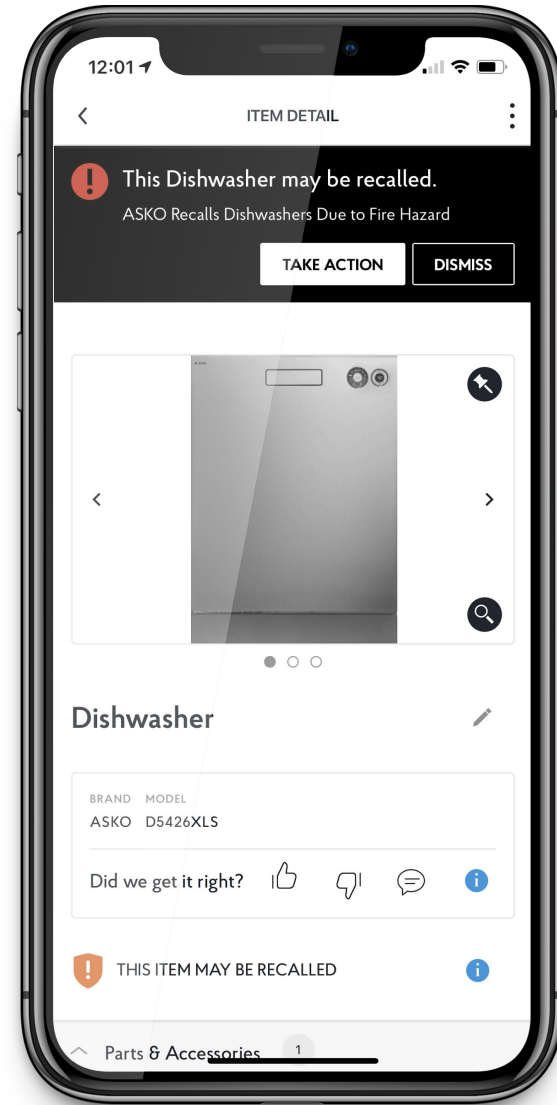 12:01
ITEM DETAIL
This Dishwasher may be recalled.
ASKO Recalls Dishwashers Due to Fire Hazard
TAKE ACTION DISMISS
Dishwasher
BRAND MODEL
ASKO D5426XLS
Did we get it right?
THIS ITEM MAY BE RECALLED
Parts & Accessories 1